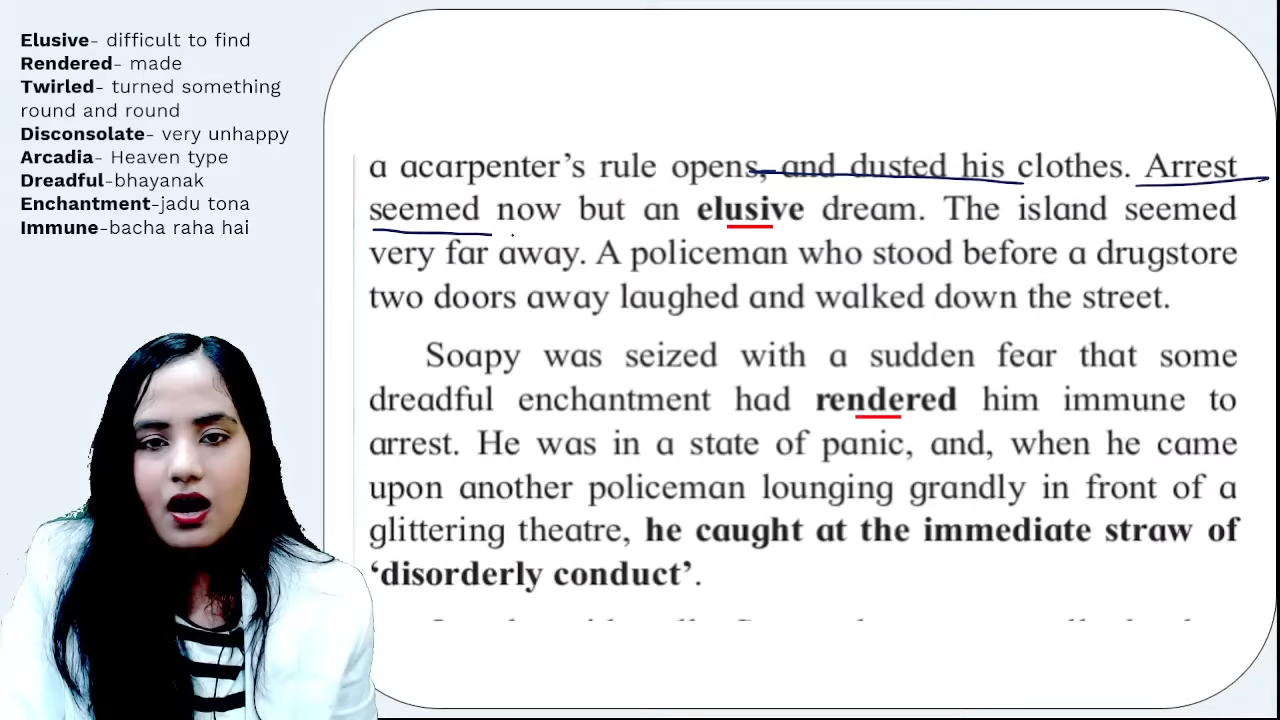 Elusive- difficult to find
Rendered- made
Twirled- turned something
round and round
Disconsolate- very unhappy
Arcadia- Heaven type
Dreadful-bhayanak
Enchantment-jadu tona
Immune-bacha raha hai
a acarpenter's rule opens, and dusted his clothes. Arrest
seemed now but an elusive dream. The island seemed
very far away. A policeman who stood before a drugstore
two doors away laughed and walked down the street.
Soapy was seized with a sudden fear that some
dreadful enchantment had rendered him immune to
arrest. He was in a state of panic, and, when he came
upon another policeman lounging grandly in front of a
glittering theatre, he caught at the immediate straw of
‘disorderly conduct’.